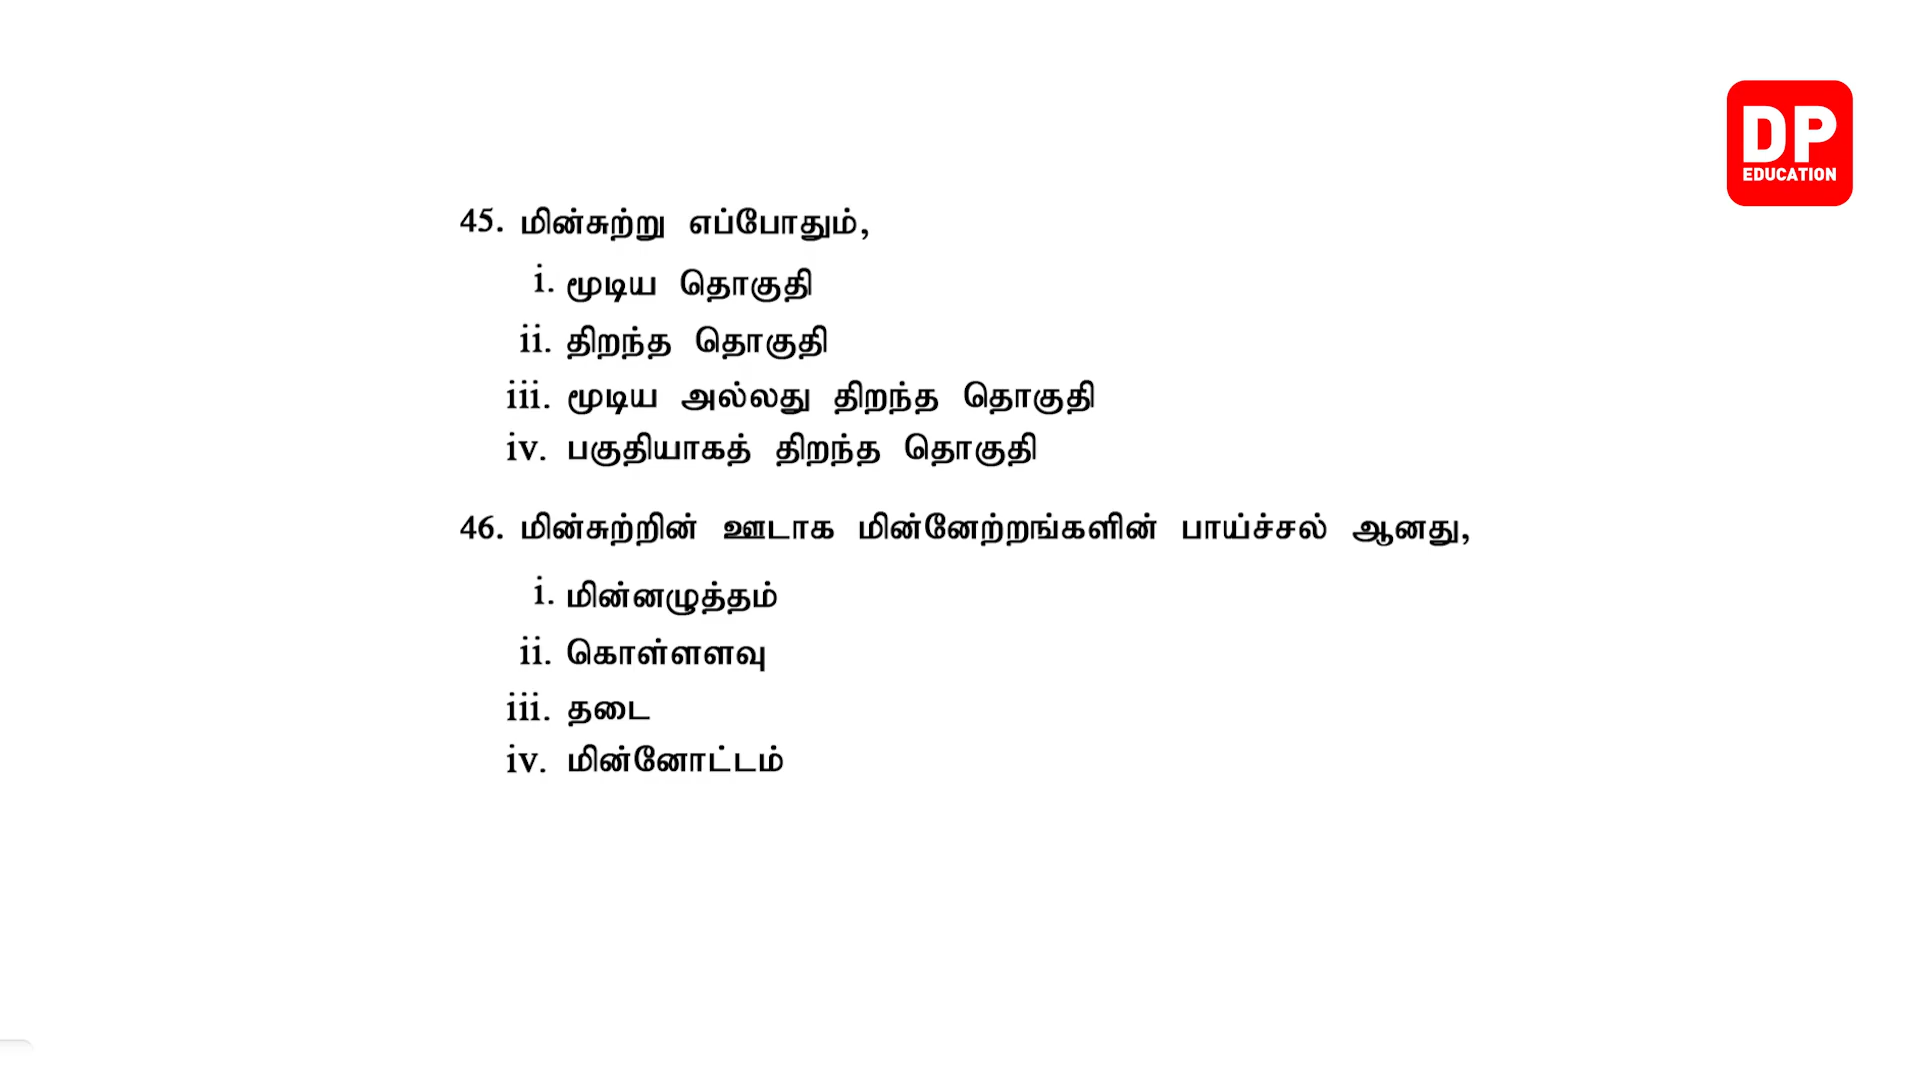 DP
EDUCATION
45. மின்சுற்று எப்போதும்,
i. மூடிய தொகுதி
ii. திறந்த தொகுதி
iii. மூடிய அல்லது திறந்த தொகுதி
iv. பகுதியாகத் திறந்த தொகுதி
46. மின்சுற்றின் ஊடாக மின்னேற்றங்களின் பாய்ச்சல் ஆனது,
i. மின்னழுத்தம்
ii. கொள்ளளவு
iii. தடை
iv. மின்னோட்டம்